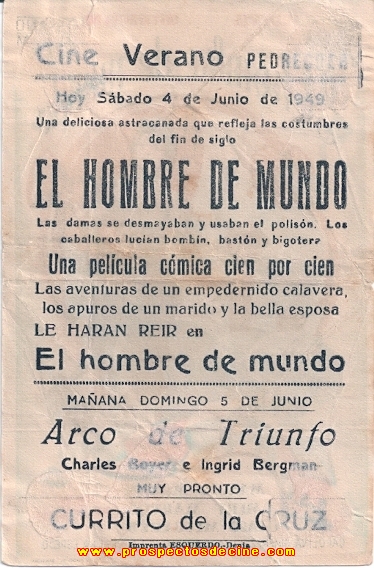 Cine Verano PEDREGUER
Hoy Sábado 4 de Junio de 1949
Una deliciosa astracanada que refleja las costumbres
del fin de siglo
EL HOMBRE DE MUNDO
Las damas se desmayaban y usaban el polisón. Los
caballeros lucian bombín, bastón y bigotera
Una película cómica cien por cien
Las aventuras de un empedernido calavera,
los apuros de un marido y la bella esposa
LE HARAN REIR en
El hombre de mundo
MAÑANA DOMINGO 5 DE JUNIO
Arco de Triunfo
Charles Boyer e Ingrid Bergman
MUY PRONTO
CURRITO de la CRUZ
Imprenta ESQUERDO-Denia
www.prospectosdecine.com